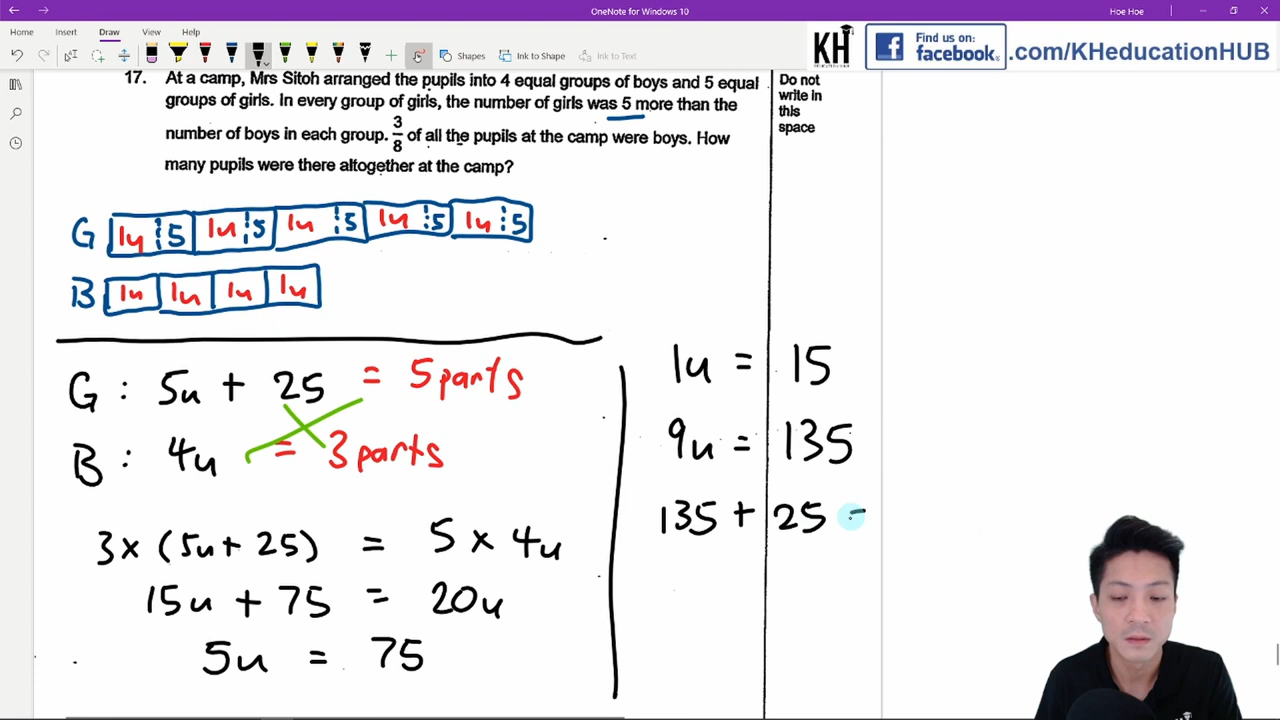 OneNote for Windows 10
Hoe Hoe
Home Insert Draw View Help
Shapes Ink to Shape Ink to Text
KH Find us on: facebook. .com/KHeducationHUB
17. At a camp, Mrs Sitoh arranged the pupils into 4 equal groups of boys and 5 equal
groups of girls. In every group of girls, the number of girls was 5 more than the
number of boys in each group. 3/8 of all the pupils at the camp were boys. How
many pupils were there altogether at the camp?
Do not
write in
this
space
G 1u 5 1u 5 1u 5 1u 5 1u 5
B 1u 1u 1u 1u
G : 5u + 25 = 5 parts
B : 4u = 3 parts
3 × (5u + 25) = 5 × 4u
15u + 75 = 20u
5u = 75
1u = 15
9u = 135
135 + 25 -